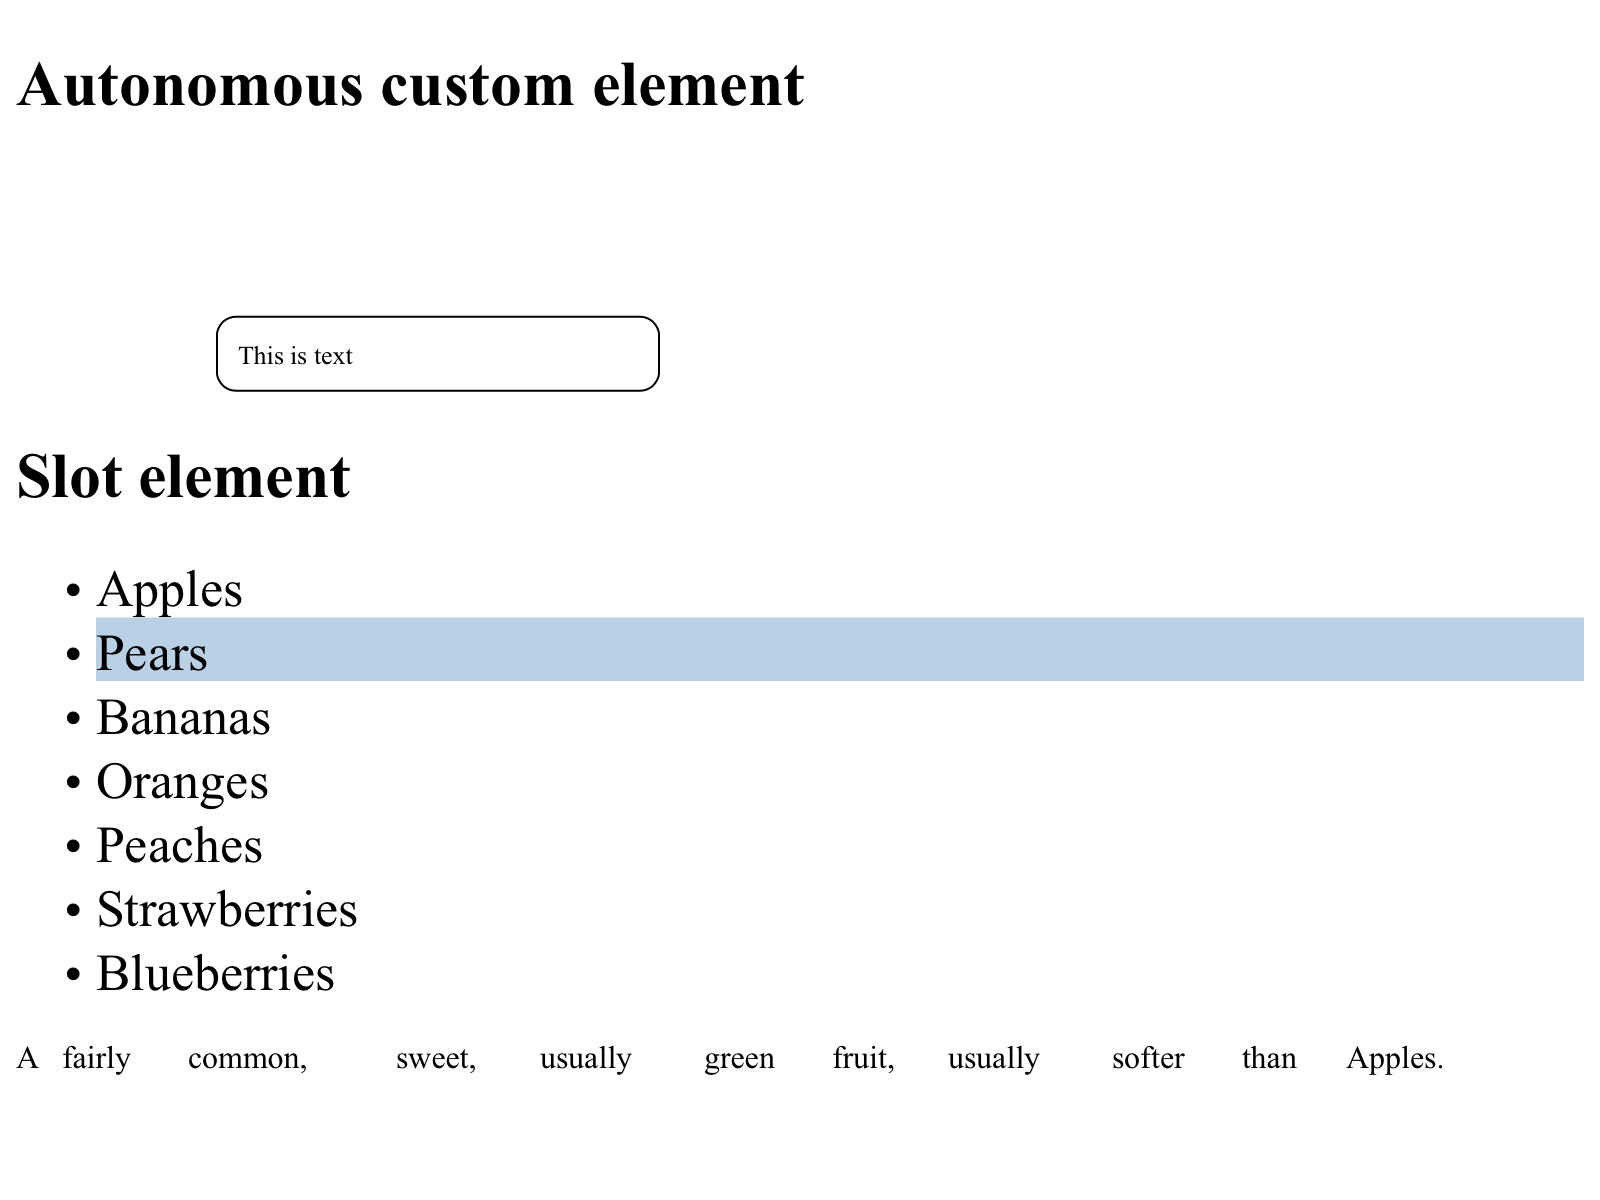 Autonomous custom element
This is text
Slot element
• Apples
• Pears
• Bananas
• Oranges
• Peaches
• Strawberries
• Blueberries
A fairly common, sweet, usually green fruit, usually softer than Apples.